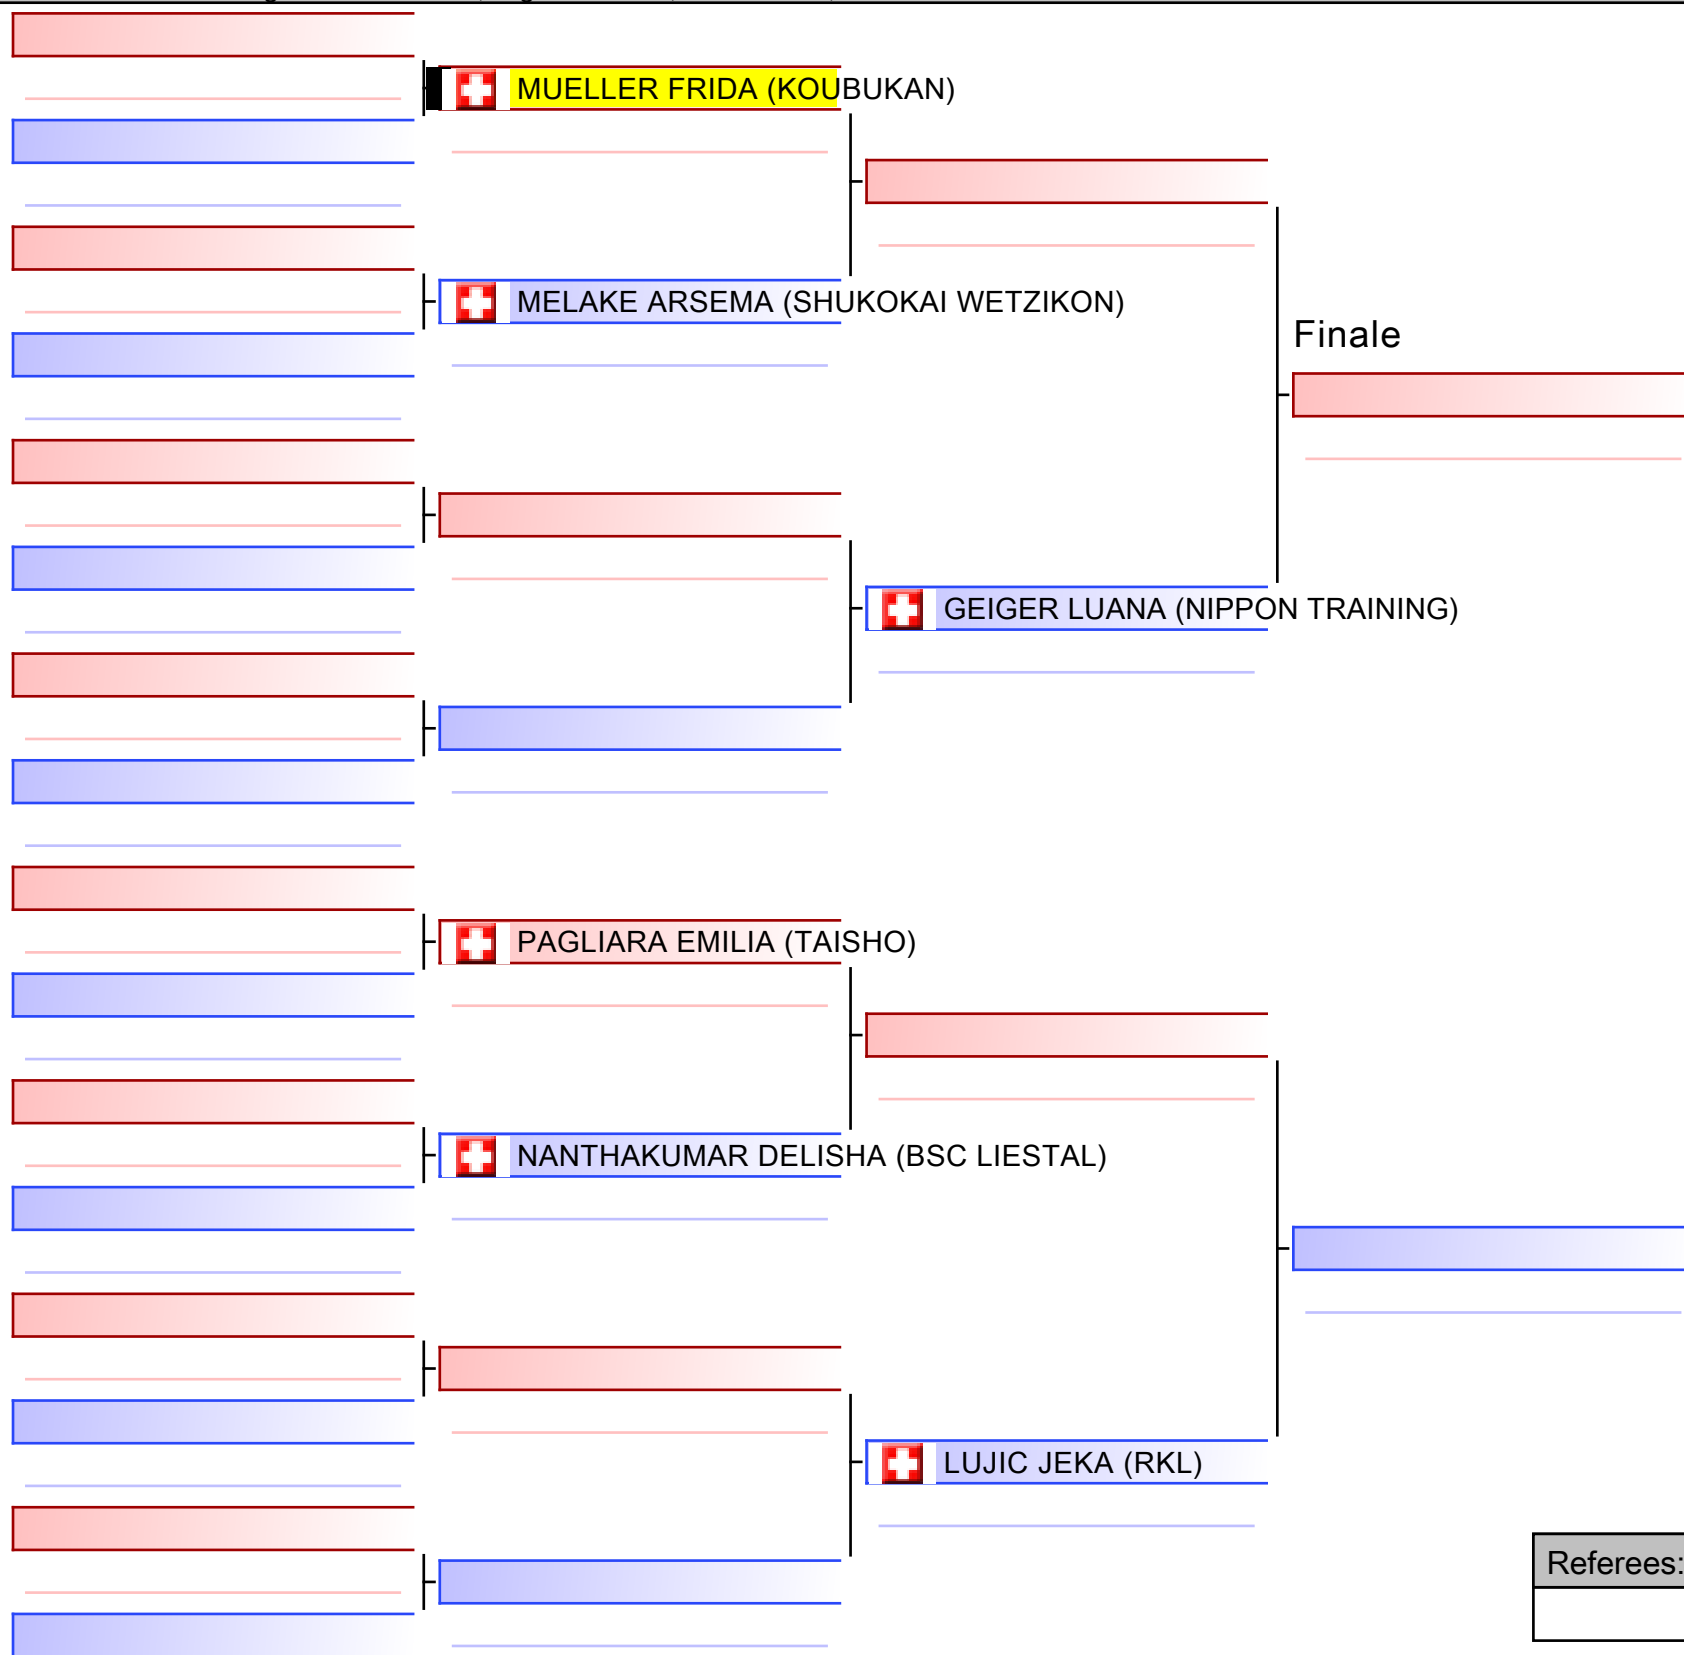 MUELLER FRIDA (KOUBUKAN)
MELAKE ARSEMA (SHUKOKAI WETZIKON)
Finale
GEIGER LUANA (NIPPON TRAINING)
PAGLIARA EMILIA (TAISHO)
NANTHAKUMAR DELISHA (BSC LIESTAL)
LUJIC JEKA (RKL)
Referees: